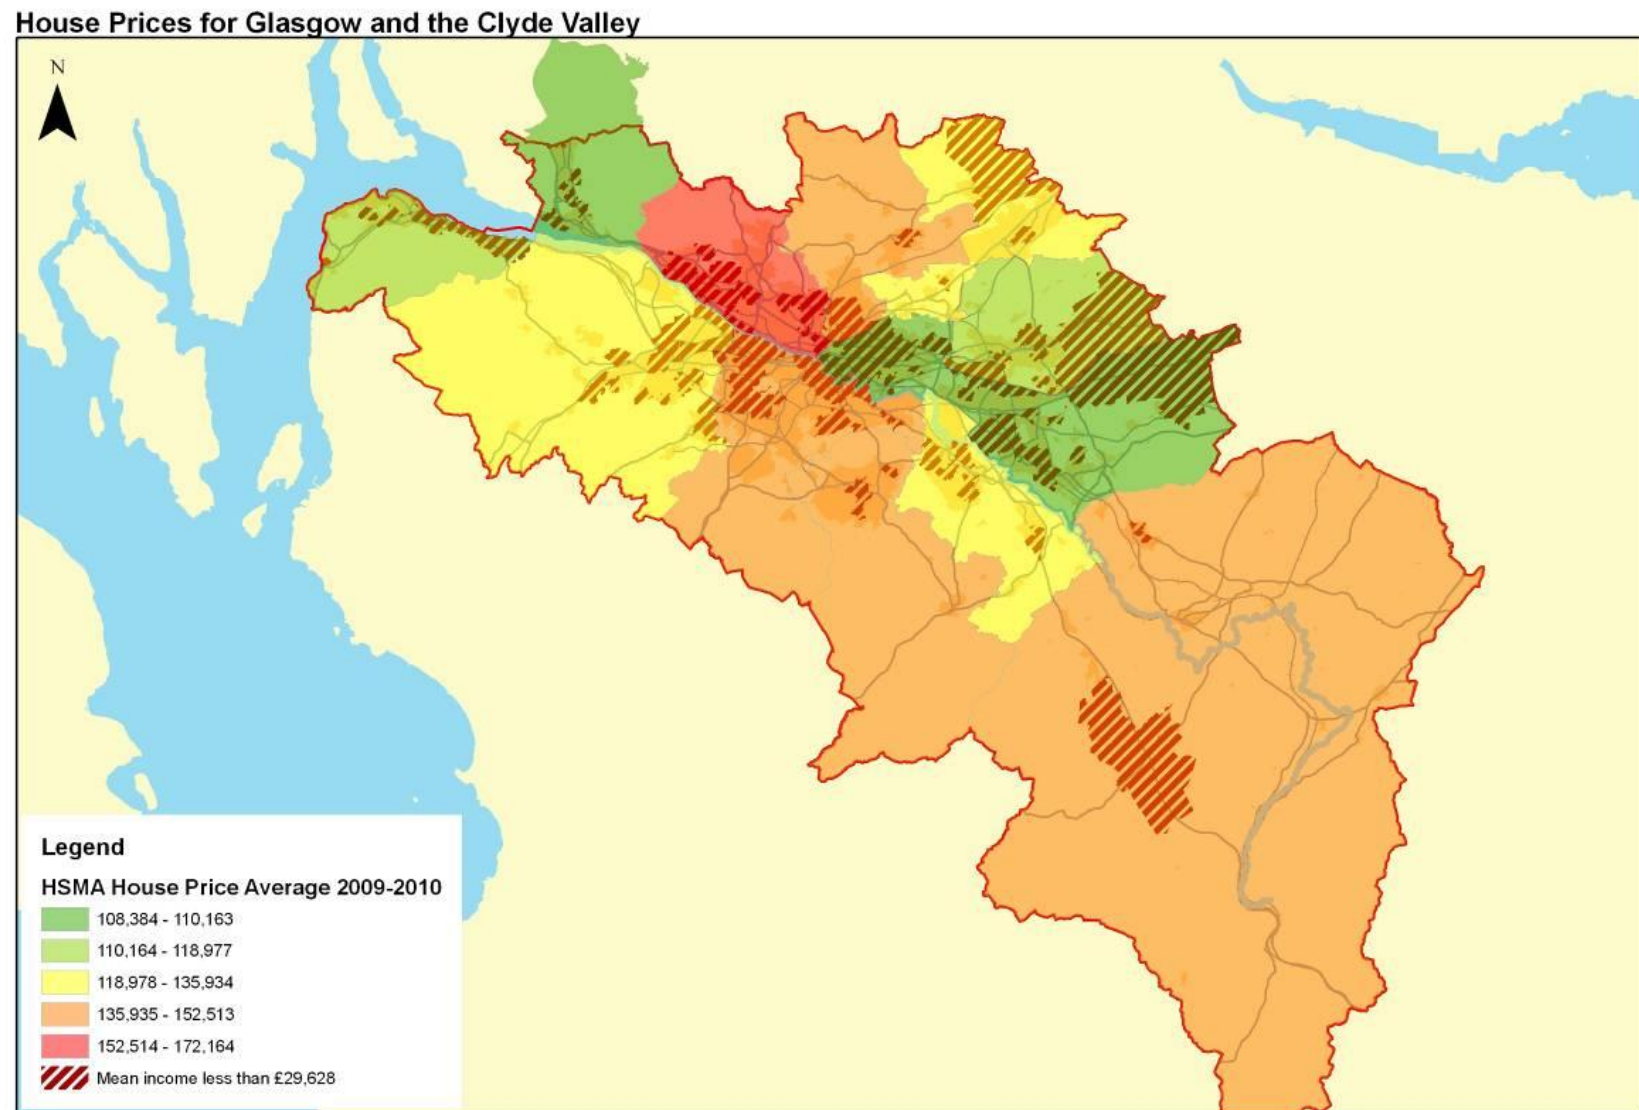 House Prices for Glasgow and the Clyde Valley
N
Legend
HSMA House Price Average 2009-2010
108,384 - 110,163
110,164 - 118,977
118,978 - 135,934
135,935 - 152,513
152,514 - 172,164
Mean income less than £29,628